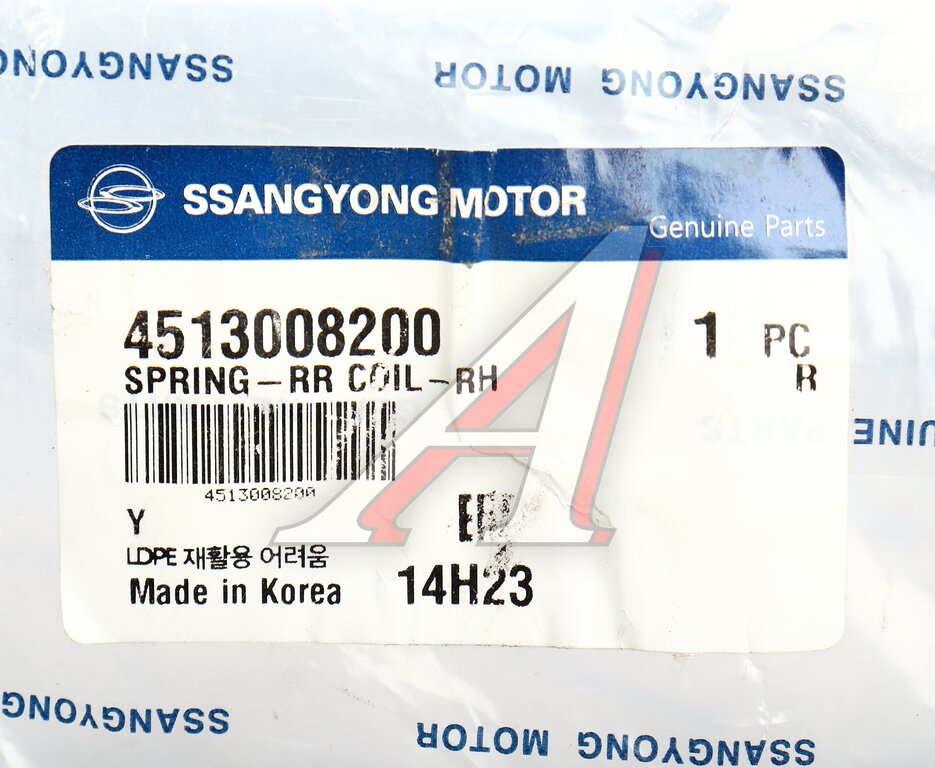 SSANGYONG
SSANGYONG MOTOR
SSANGYONG MOTOR
Genuine Parts
4513008200
1 PC
SPRING-RR COIL-RH
R
4513008200
Y
LDPE 재활용 어려움
Made in Korea
14H23
SSANGYONG
SSANGYONG MOTOR